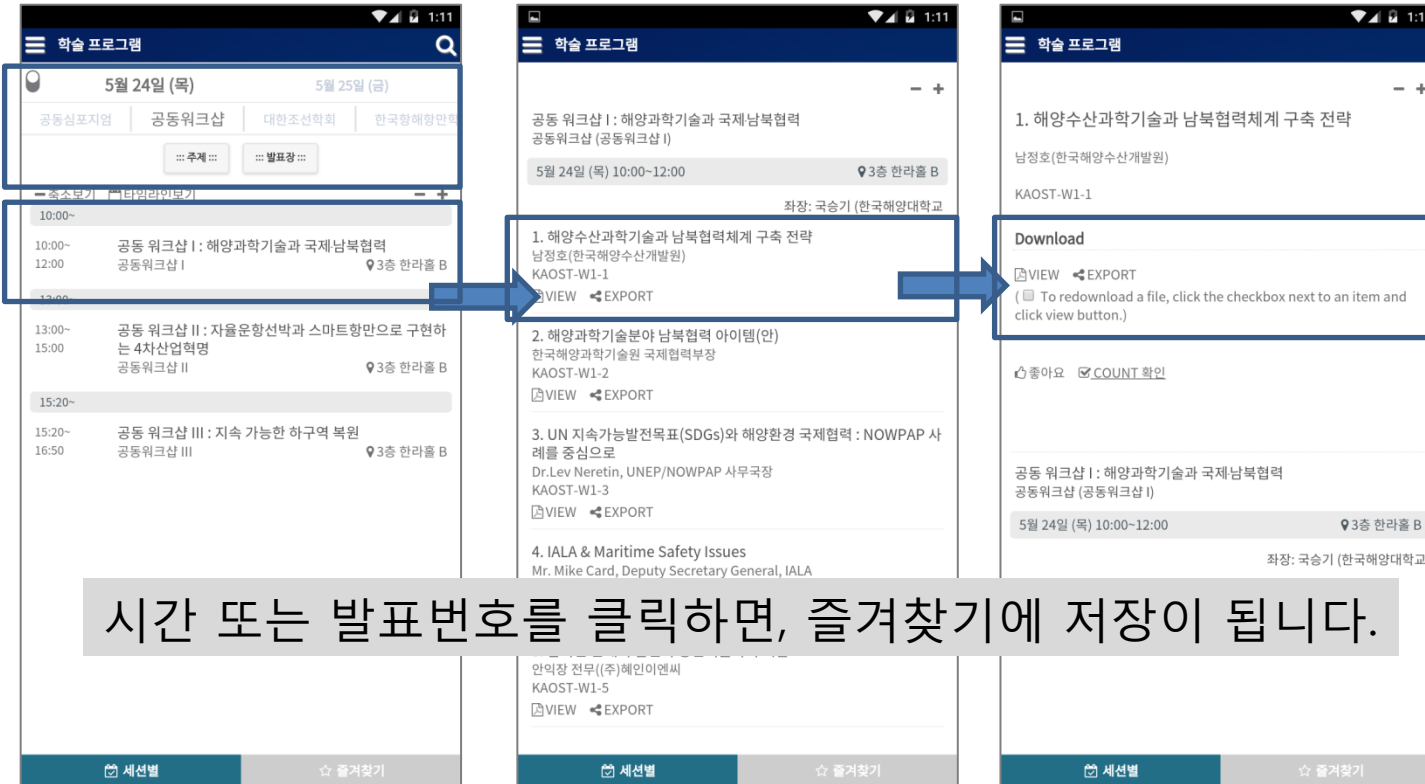 1:11
학술 프로그램
5월 24일 (목) 5월 25일 (금)
공동심포지엄 공동워크샵 대한조선학회 한국항해항만학
::: 주제 ::: ::: 발표장 :::
축소보기 타임라인보기 − +
10:00~
10:00~ 공동 워크샵 I : 해양과학기술과 국제·남북협력
12:00 공동워크샵 I 3층 한라홀 B
13:00~
13:00~ 공동 워크샵 II : 자율운항선박과 스마트항만으로 구현하
15:00 는 4차산업혁명
공동워크샵 II 3층 한라홀 B
15:20~
15:20~ 공동 워크샵 III : 지속 가능한 하구역 복원
16:50 공동워크샵 III 3층 한라홀 B
세션별 즐겨찾기
1:11
학술 프로그램
− +
공동 워크샵 I : 해양과학기술과 국제·남북협력
공동워크샵 (공동워크샵 I)
5월 24일 (목) 10:00~12:00 3층 한라홀 B
좌장: 국승기 (한국해양대학교
1. 해양수산과학기술과 남북협력체계 구축 전략
남정호(한국해양수산개발원)
KAOST-W1-1
VIEW EXPORT
2. 해양과학기술분야 남북협력 아이템(안)
한국해양과학기술원 국제협력부장
KAOST-W1-2
VIEW EXPORT
3. UN 지속가능발전목표(SDGs)와 해양환경 국제협력 : NOWPAP 사
례를 중심으로
Dr.Lev Neretin, UNEP/NOWPAP 사무국장
KAOST-W1-3
VIEW EXPORT
4. IALA & Maritime Safety Issues
Mr. Mike Card, Deputy Secretary General, IALA
안익장 전무((주)혜인이엔씨
KAOST-W1-5
VIEW EXPORT
세션별 즐겨찾기
1:1
학술 프로그램
− +
1. 해양수산과학기술과 남북협력체계 구축 전략
남정호(한국해양수산개발원)
KAOST-W1-1
Download
VIEW EXPORT
( To redownload a file, click the checkbox next to an item and
click view button.)
좋아요 COUNT 확인
공동 워크샵 I : 해양과학기술과 국제·남북협력
공동워크샵 (공동워크샵 I)
5월 24일 (목) 10:00~12:00 3층 한라홀 B
좌장: 국승기 (한국해양대학교
세션별 즐겨찾기
시간 또는 발표번호를 클릭하면, 즐겨찾기에 저장이 됩니다.